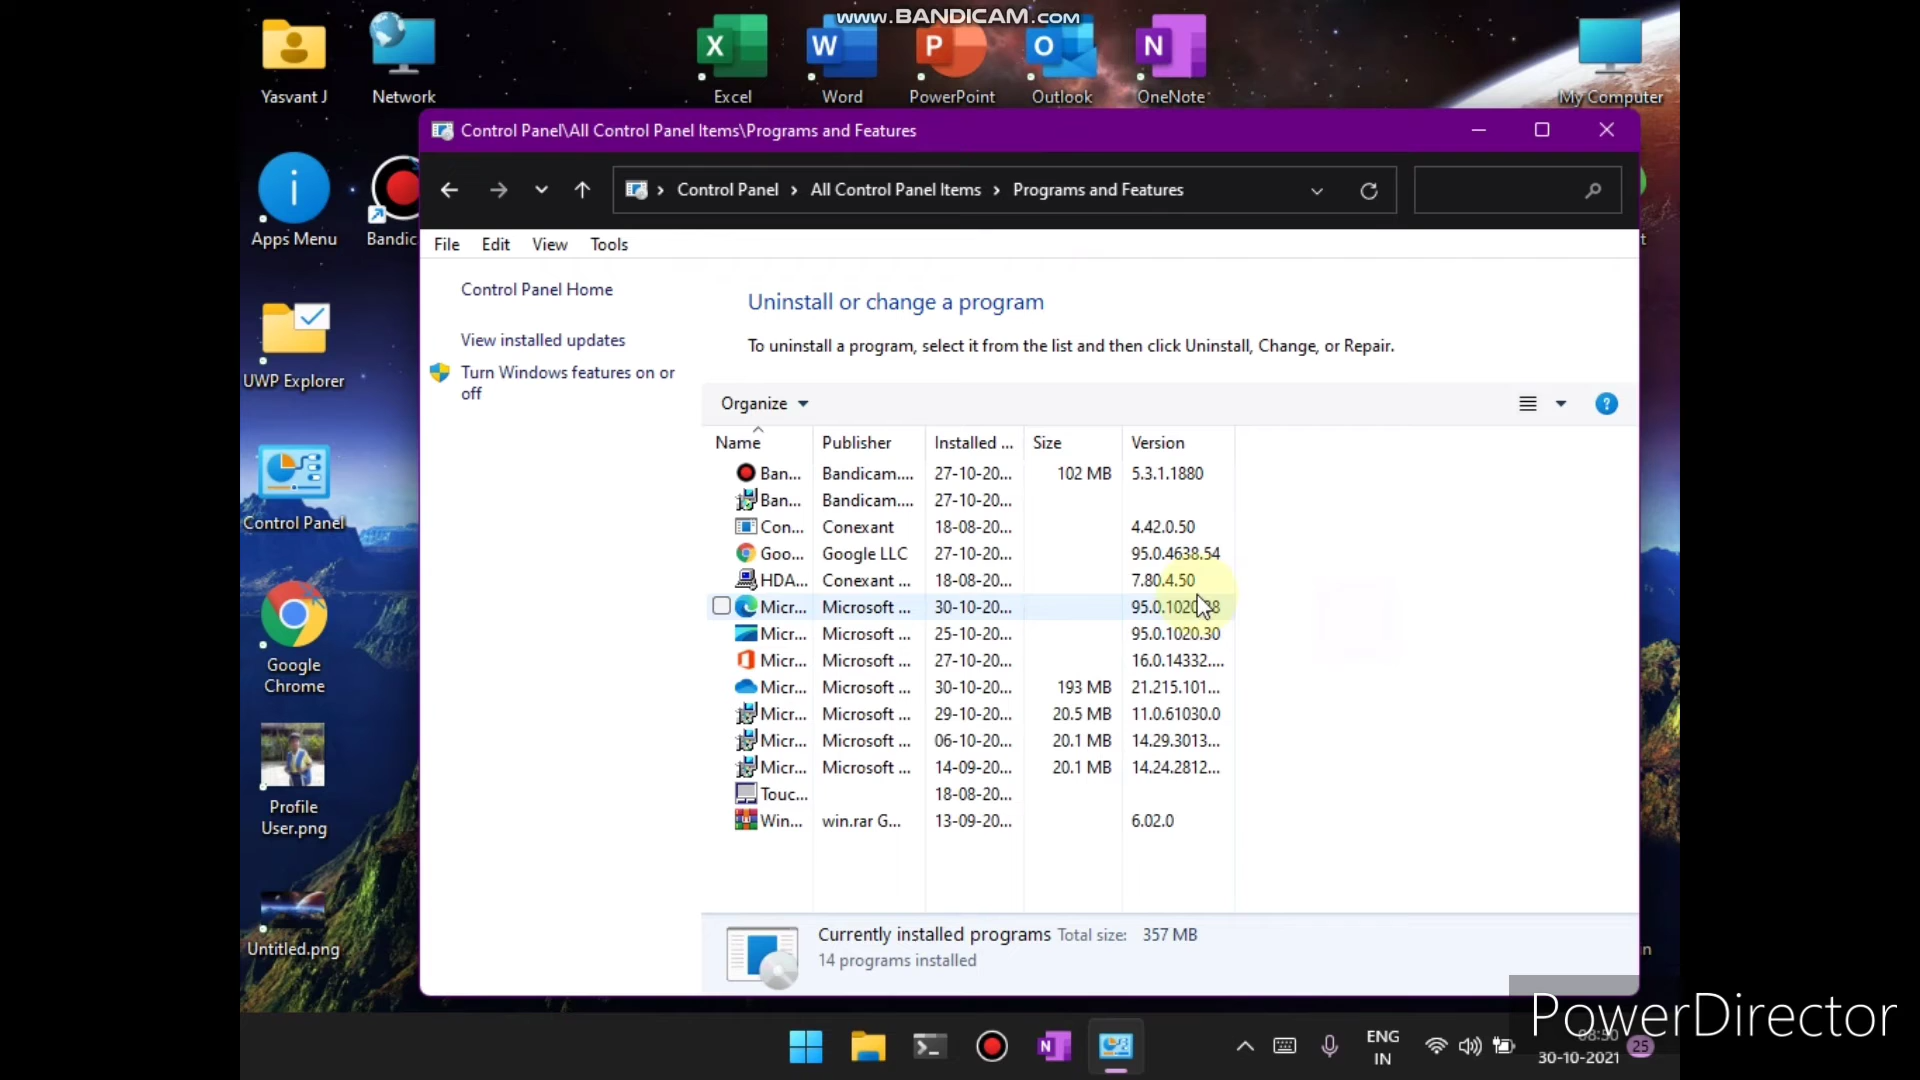 www.BANDICAM.com
Yasvant J
Network
Excel
Word
PowerPoint
Outlook
OneNote
My Computer
Control Panel\All Control Panel Items\Programs and Features
Control Panel > All Control Panel Items > Programs and Features
Apps Menu
Bandic
t
File Edit View Tools
Control Panel Home
View installed updates
Turn Windows features on or
off
Uninstall or change a program
To uninstall a program, select it from the list and then click Uninstall, Change, or Repair.
UWP Explorer
Organize
Name Publisher Installed ... Size Version
Ban... Bandicam.... 27-10-20... 102 MB 5.3.1.1880
Ban... Bandicam.... 27-10-20...
Con... Conexant 18-08-20... 4.42.0.50
Goo... Google LLC 27-10-20... 95.0.4638.54
HDA... Conexant ... 18-08-20... 7.80.4.50
Micr... Microsoft ... 30-10-20...
Micr... Microsoft ... 25-10-20... 95.0.1020.30
Micr... Microsoft ... 27-10-20... 16.0.14332....
Micr... Microsoft ... 30-10-20... 193 MB 21.215.101...
Micr... Microsoft ... 29-10-20... 20.5 MB 11.0.61030.0
Micr... Microsoft ... 06-10-20... 20.1 MB 14.29.3013...
Micr... Microsoft ... 14-09-20... 20.1 MB 14.24.2812...
Touc... 18-08-20...
Win... win.rar G... 13-09-20... 6.02.0
Control Panel
Google
Chrome
Profile
User.png
Untitled.png
Currently installed programs Total size: 357 MB
14 programs installed
n
PowerDirector
ENG
IN
08:50
30-10-2021
25